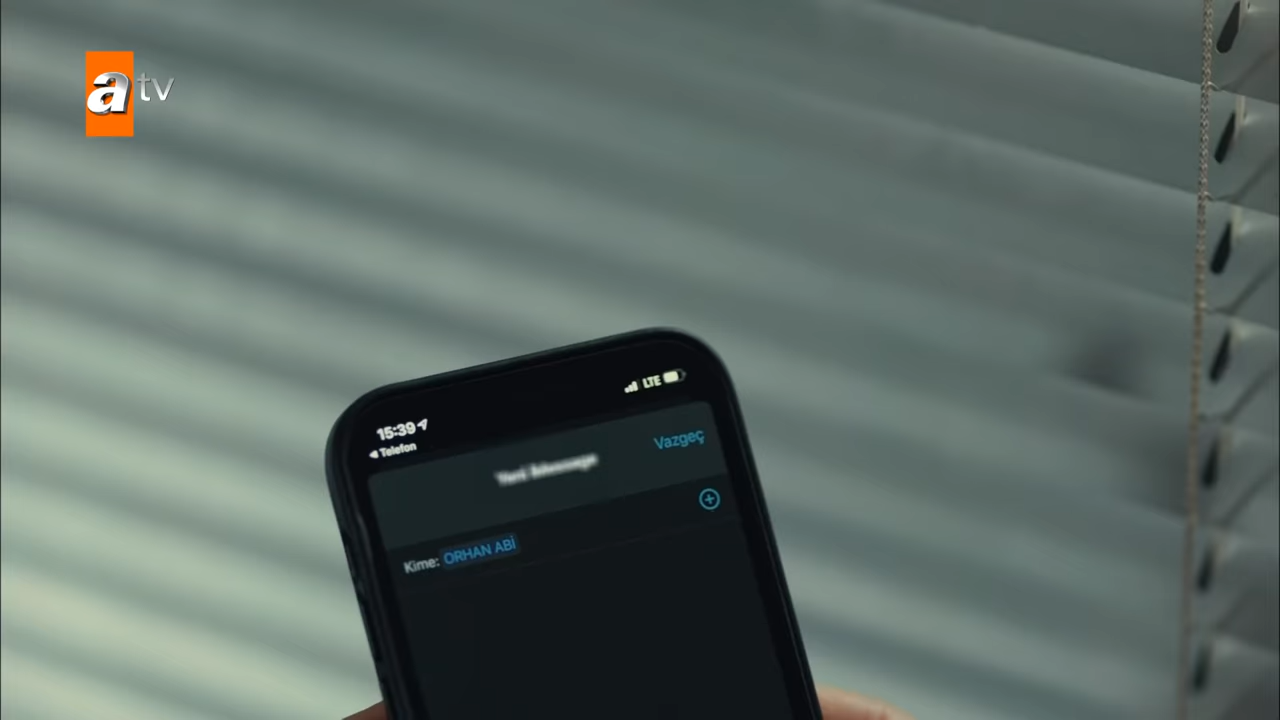 atv
15:39
LTE
Telefon
Vazgeç
Kime: ORHAN ABİ